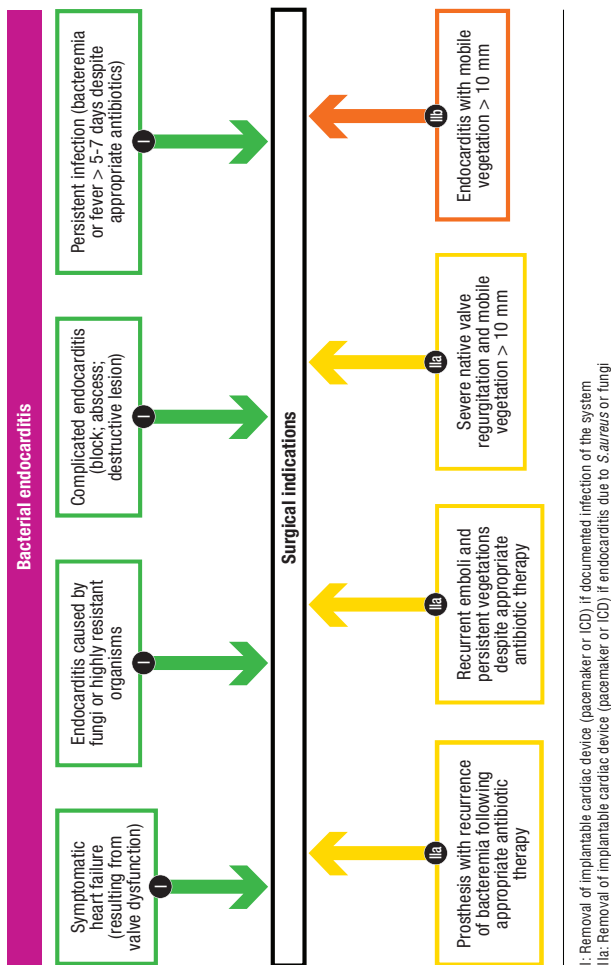 Bacterial endocarditis
Symptomatic
heart failure
(resulting from
valve dysfunction)
I
Endocarditis caused by
fungi or highly resistant
organisms
I
Complicated endocarditis
(block; abscess;
destructive lesion)
I
Persistent infection (bacteremia
or fever > 5-7 days despite
appropriate antibiotics)
I
Surgical indications
IIa
Prosthesis with recurrence
of bacteremia following
appropriate antibiotic
therapy
IIa
Recurrent emboli and
persistent vegetations
despite appropriate
antibiotic therapy
IIa
Severe native valve
regurgitation and mobile
vegetation > 10 mm
IIb
Endocarditis with mobile
vegetation > 10 mm
I: Removal of implantable cardiac device (pacemaker or ICD) if documented infection of the system
IIa: Removal of implantable cardiac device (pacemaker or ICD) if endocarditis due to S.aureus or fungi